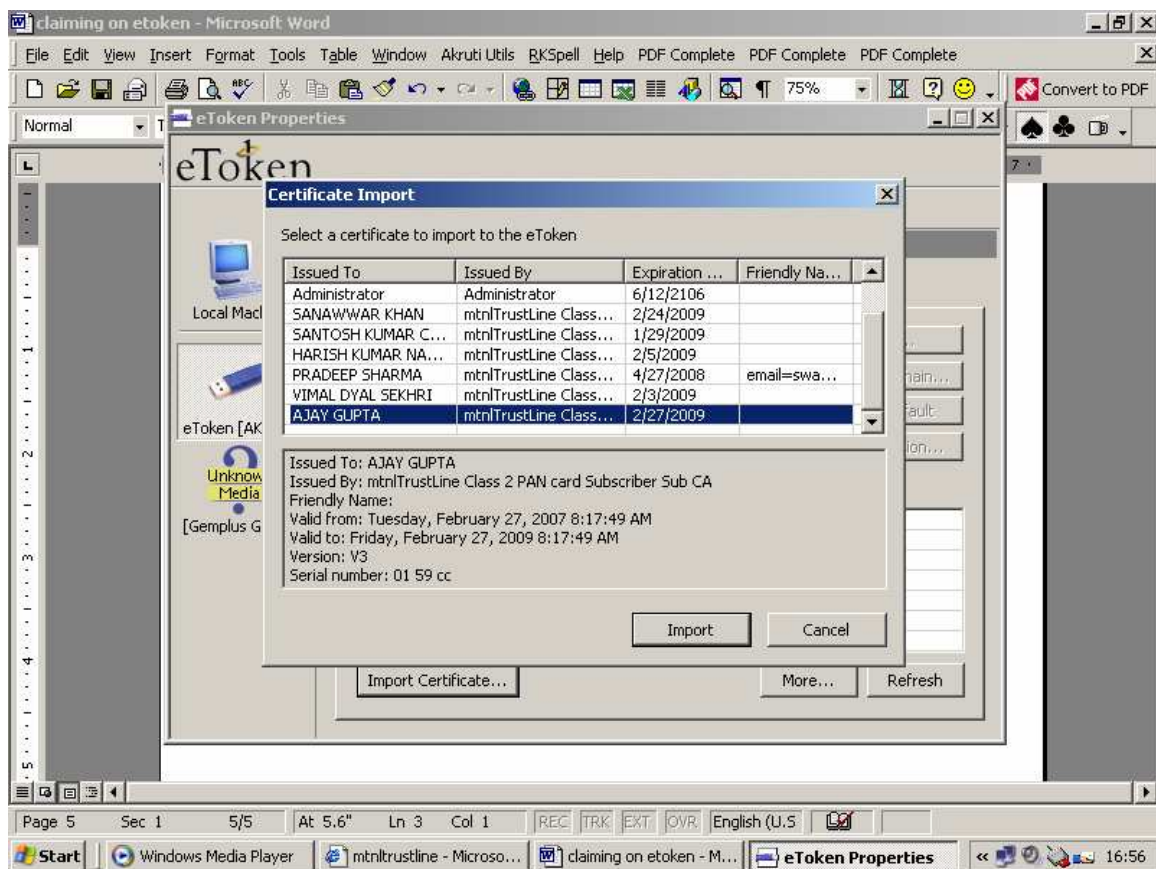 claiming on etoken - Microsoft Word
File Edit View Insert Format Tools Table Window Akruti Utils RKSpell Help PDF Complete PDF Complete PDF Complete
75% Convert to PDF
Normal
eToken Properties
7
eToken
Certificate Import
Select a certificate to import to the eToken
Issued To Issued By Expiration ... Friendly Na...
Administrator Administrator 6/12/2106
SANAWWAR KHAN mtnlTrustLine Class... 2/24/2009
SANTOSH KUMAR C... mtnlTrustLine Class... 1/29/2009
HARISH KUMAR NA... mtnlTrustLine Class... 2/5/2009
PRADEEP SHARMA mtnlTrustLine Class... 4/27/2008 email=swa...
VIMAL DYAL SEKHRI mtnlTrustLine Class... 2/3/2009
AJAY GUPTA mtnlTrustLine Class... 2/27/2009
Local Macl
eToken [AK
Unknow
Media
[Gemplus G
Issued To: AJAY GUPTA
Issued By: mtnlTrustLine Class 2 PAN card Subscriber Sub CA
Friendly Name:
Valid from: Tuesday, February 27, 2007 8:17:49 AM
Valid to: Friday, February 27, 2009 8:17:49 AM
Version: V3
Serial number: 01 59 cc
Import Cancel
Import Certificate... More... Refresh
Page 5 Sec 1 5/5 At 5.6" Ln 3 Col 1 REC TRK EXT OVR English (U.S
Start Windows Media Player mtnltrustline - Microso... claiming on etoken - M... eToken Properties 16:56